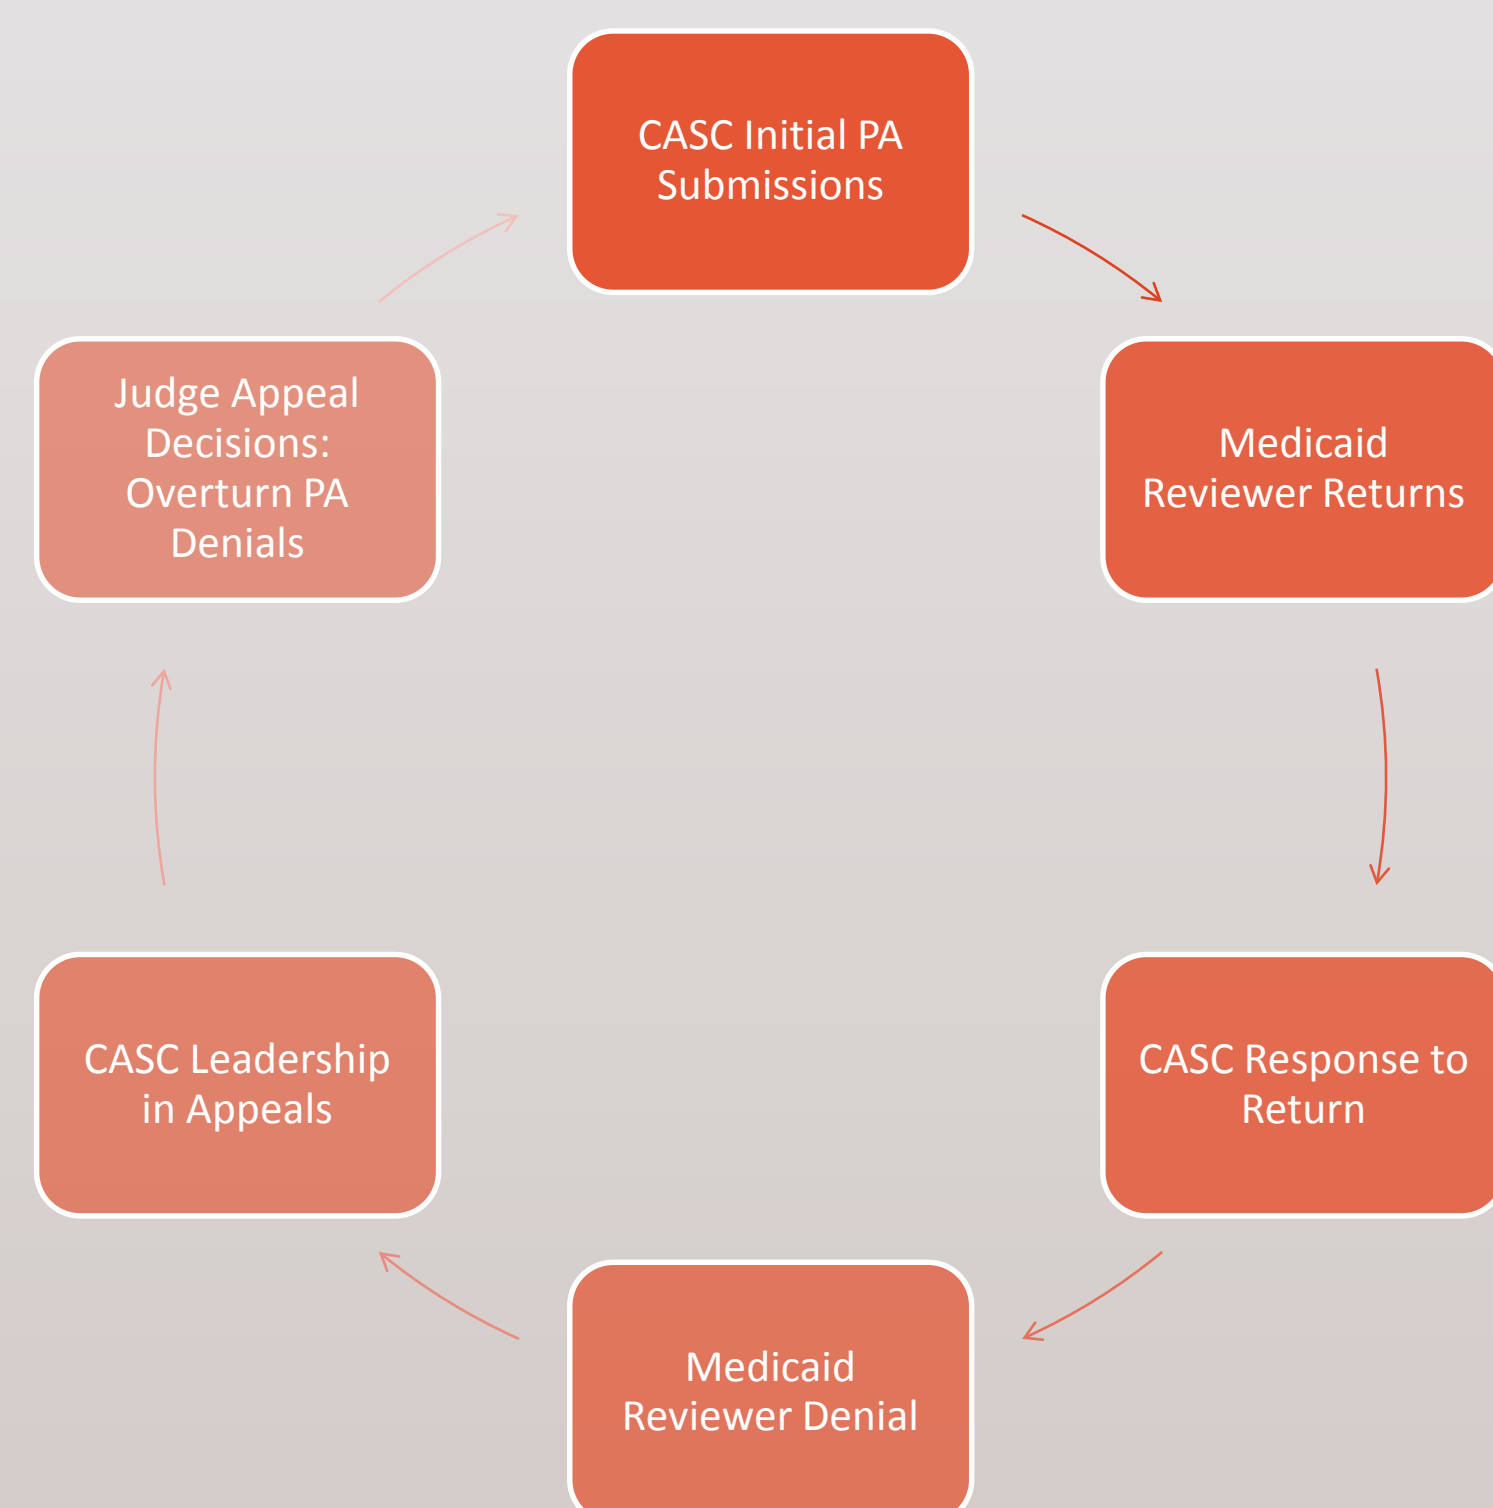 CASC Initial PA
Submissions
Medicaid
Reviewer Returns
CASC Response to
Return
Medicaid
Reviewer Denial
CASC Leadership
in Appeals
Judge Appeal
Decisions:
Overturn PA
Denials